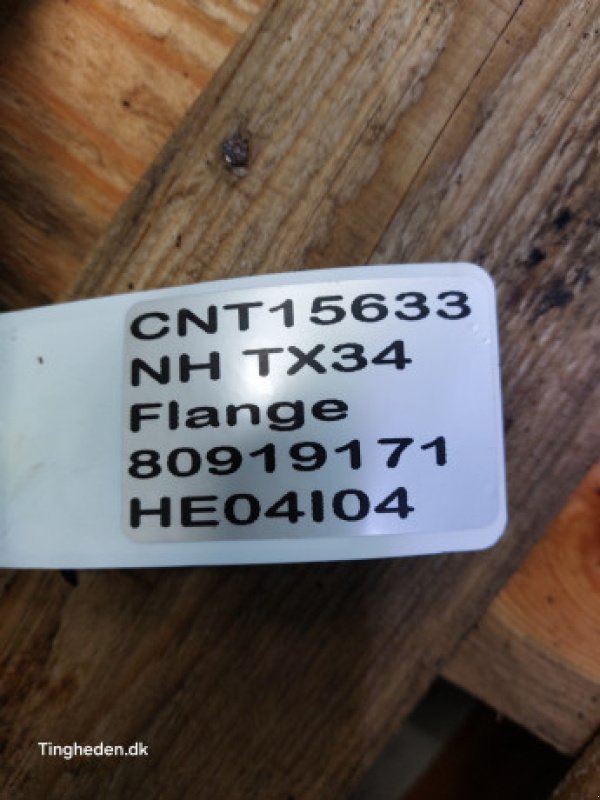 CNT15633
NH TX34
Flange
80919171
HE04I04
Tingheden.dk